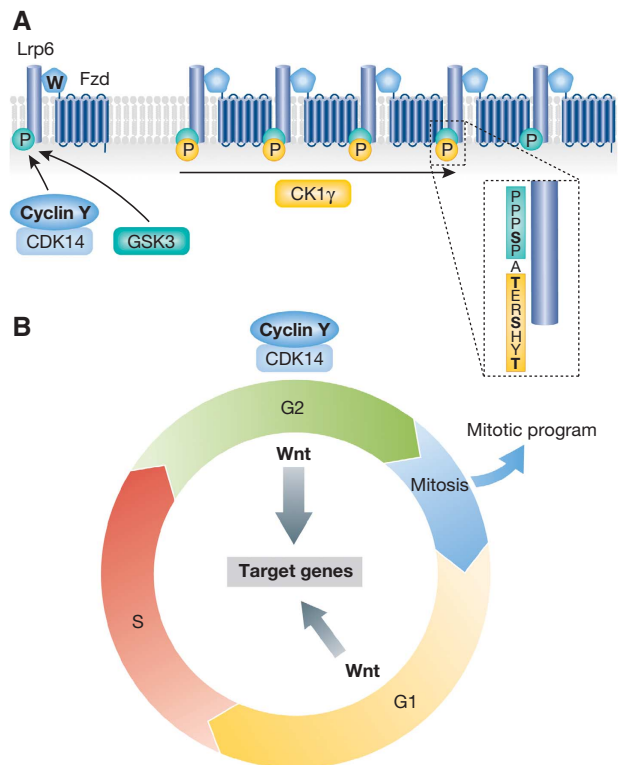 A
Lrp6
W
Fzd
P
P
P
P
P
P
Cyclin Y
CDK14
GSK3
CK1γ
P
P
P
S
P
A
T
E
R
S
H
Y
T
B
Cyclin Y
CDK14
G2
Wnt
Mitotic program
Mitosis
Target genes
S
Wnt
G1